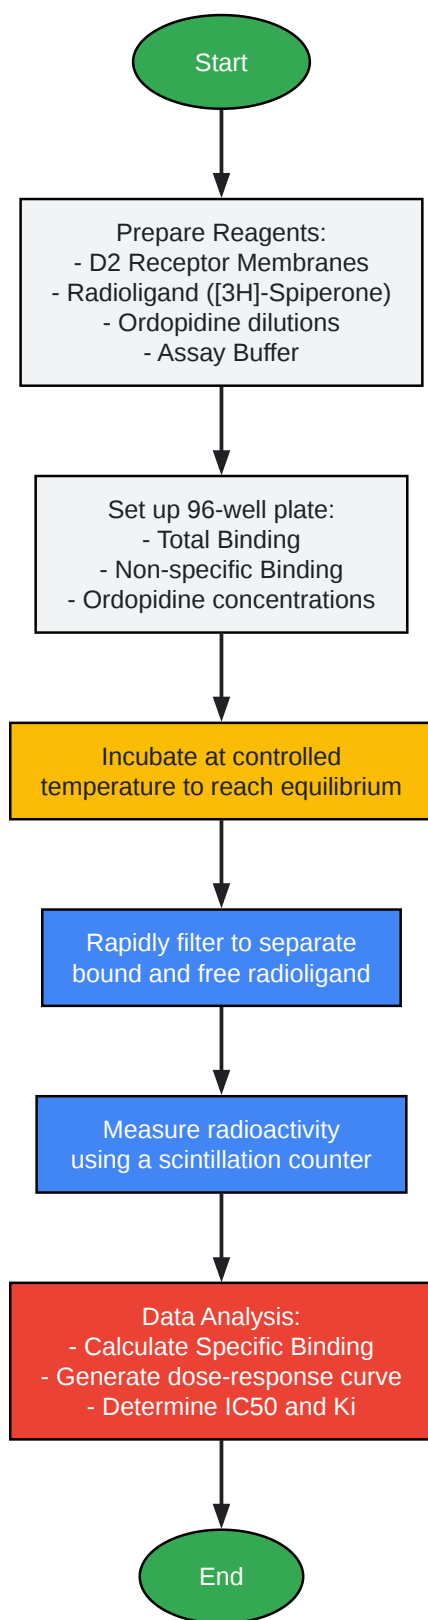 Start
Prepare Reagents:
- D2 Receptor Membranes
- Radioligand ([3H]-Spiperone)
- Ordopidine dilutions
- Assay Buffer
Set up 96-well plate:
- Total Binding
- Non-specific Binding
- Ordopidine concentrations
Incubate at controlled
temperature to reach equilibrium
Rapidly filter to separate
bound and free radioligand
Measure radioactivity
using a scintillation counter
Data Analysis:
- Calculate Specific Binding
- Generate dose-response curve
- Determine IC50 and Ki
End